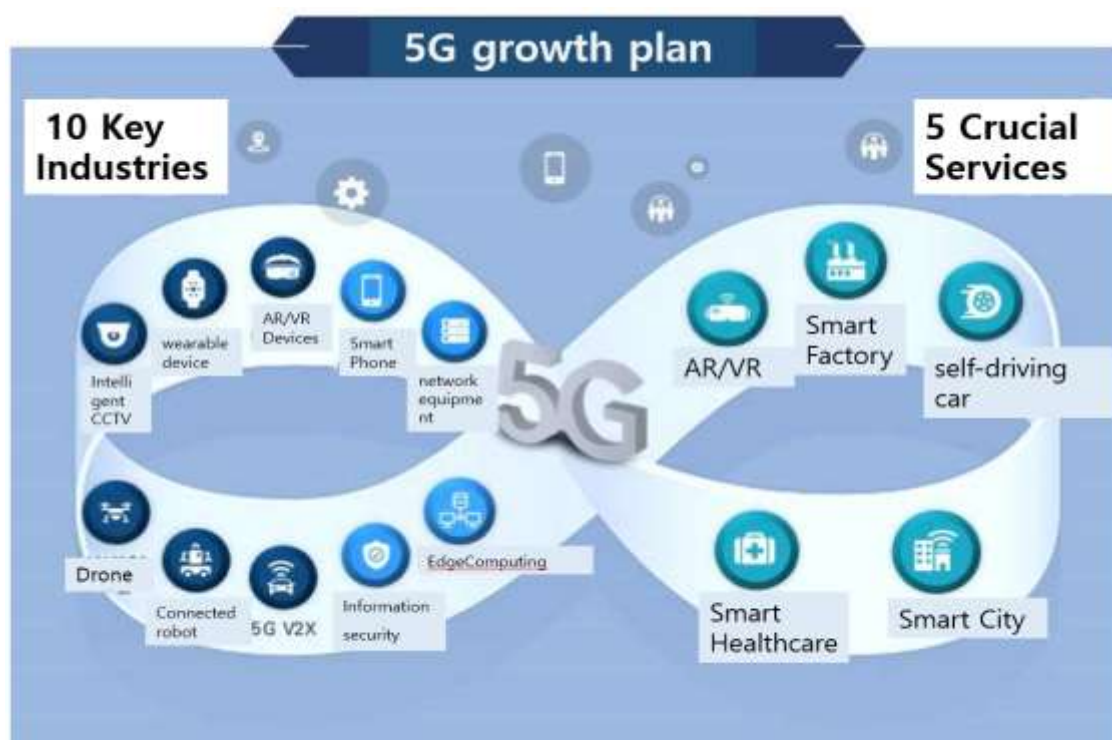 5G growth plan
10 Key
Industries
5 Crucial
Services
Intelli
gent
CCTV
wearable
device
AR/VR
Devices
Smart
Phone
network
equipme
nt
5G
AR/VR
Smart
Factory
self-driving
car
Drone
Connected
robot
5G V2X
Information
security
EdgeComputing
Smart
Healthcare
Smart City